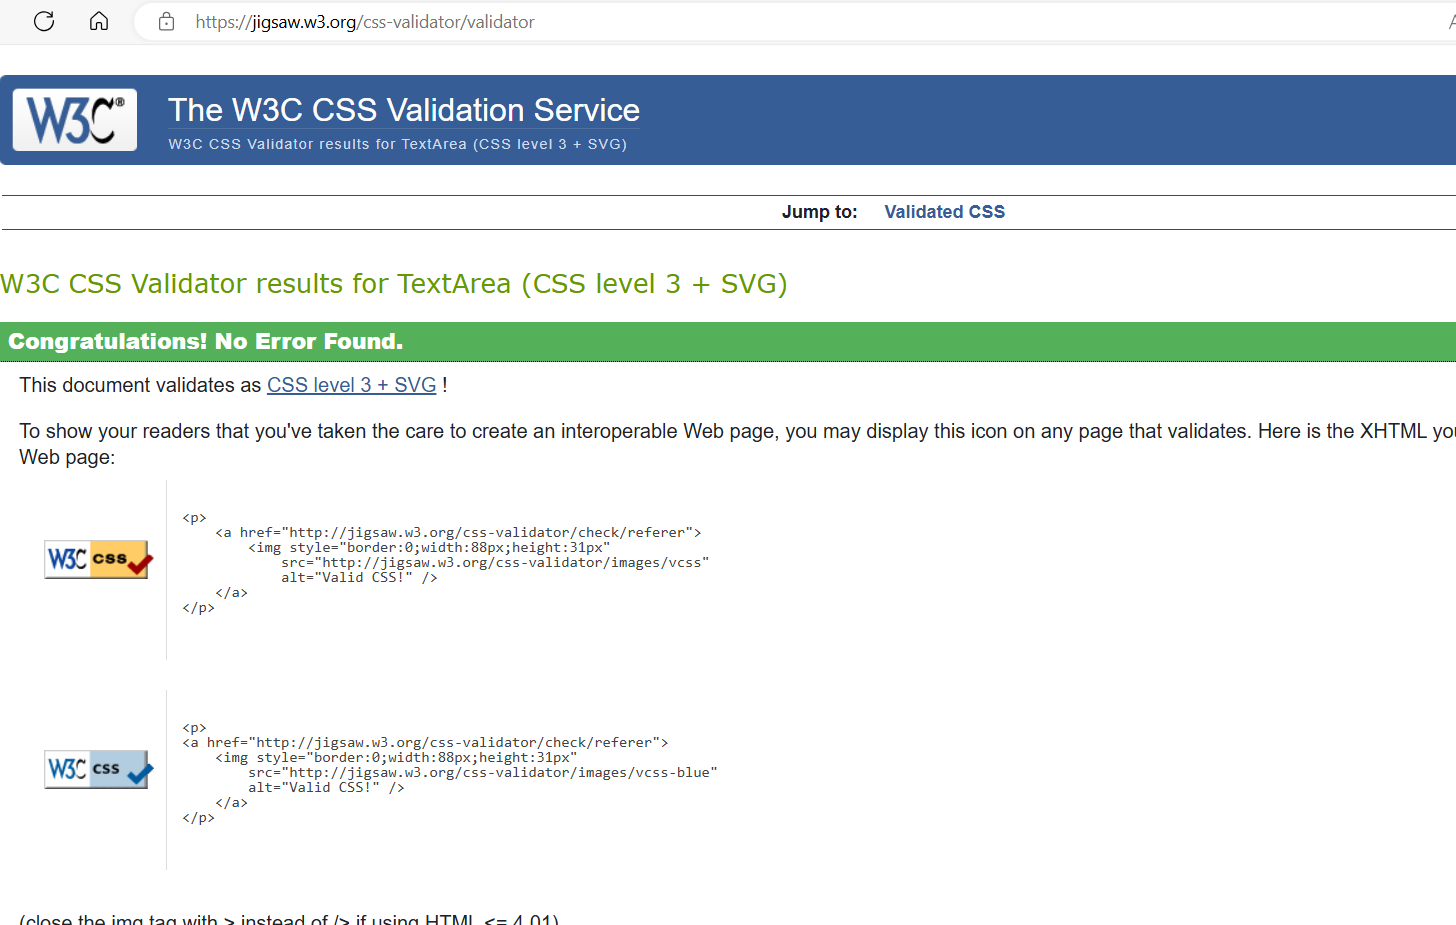 https://jigsaw.w3.org/css-validator/validator
W3C®
The W3C CSS Validation Service
W3C CSS Validator results for TextArea (CSS level 3 + SVG)
Jump to: Validated CSS
W3C CSS Validator results for TextArea (CSS level 3 + SVG)
Congratulations! No Error Found.
This document validates as CSS level 3 + SVG !
To show your readers that you've taken the care to create an interoperable Web page, you may display this icon on any page that validates. Here is the XHTML
Web page:
W3C css
<p>
    <a href="http://jigsaw.w3.org/css-validator/check/referer">
        <img style="border:0;width:88px;height:31px"
            src="http://jigsaw.w3.org/css-validator/images/vcss"
            alt="Valid CSS!" />
    </a>
</p>
W3C css
<p>
<a href="http://jigsaw.w3.org/css-validator/check/referer">
    <img style="border:0;width:88px;height:31px"
        src="http://jigsaw.w3.org/css-validator/images/vcss-blue"
        alt="Valid CSS!" />
    </a>
</p>
(close the img tag with > instead of /> if using HTML <= 4.01)